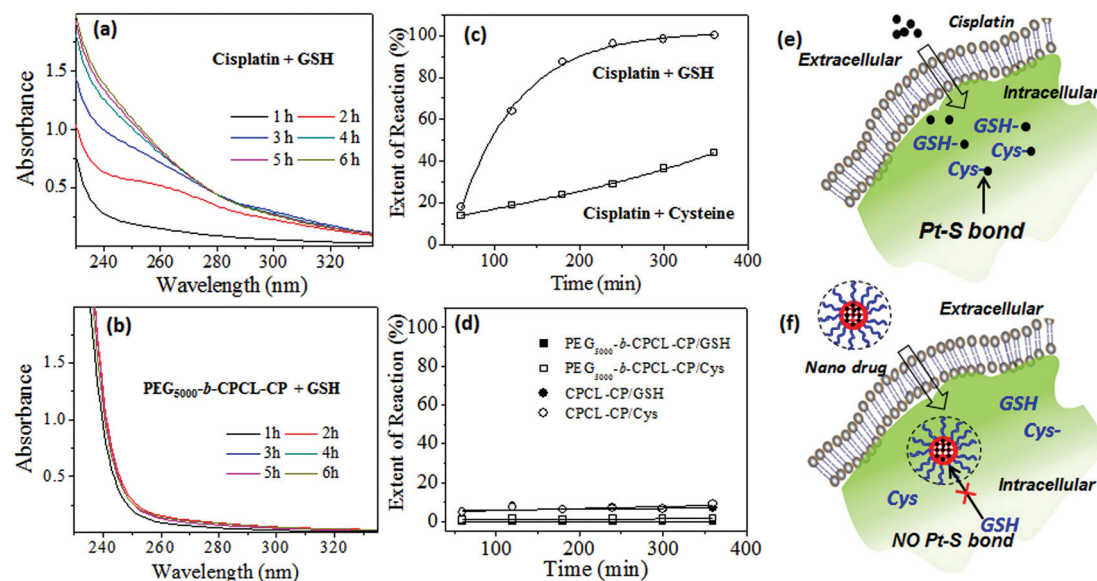 (a)
Cisplatin + GSH
1 h 2 h
3 h 4 h
5 h 6 h
1.5
1.0
0.5
Absorbance
240 260 280 300 320
Wavelength (nm)
(b)
PEG5000-b-CPCL-CP + GSH
1h 2h
3h 4h
5h 6h
1.5
1.0
0.5
Absorbance
240 260 280 300 320
Wavelength (nm)
(c)
Cisplatin + GSH
Cisplatin + Cysteine
100
80
60
40
20
0
Extent of Reaction (%)
100 200 300 400
Time (min)
(d)
PEG5000-b-CPCL-CP/GSH
PEG5000-b-CPCL-CP/Cys
CPCL-CP/GSH
CPCL-CP/Cys
100
80
60
40
20
0
Extent of Reaction (%)
100 200 300 400
Time (min)
(e)
Cisplatin
Extracellular
Intracellular
GSH-
GSH-
Cys-
Cys-
Pt-S bond
(f)
Extracellular
Nano drug
GSH
Cys-
Cys
Intracellular
GSH
NO Pt-S bond